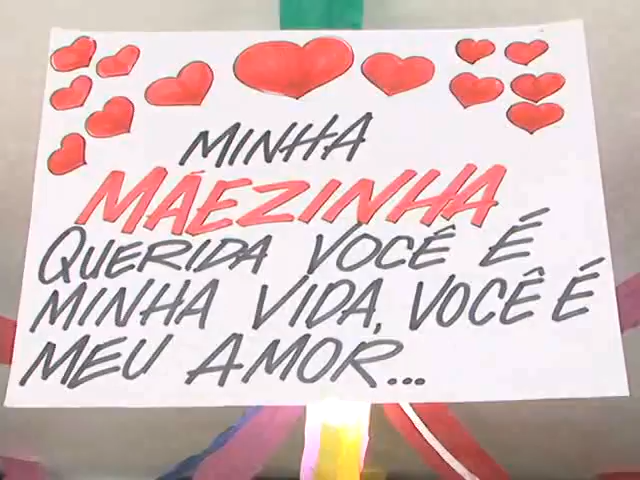 MINHA
MÃEZINHA
QUERIDA VOCÊ É
MINHA VIDA, VOCÊ É
MEU AMOR...